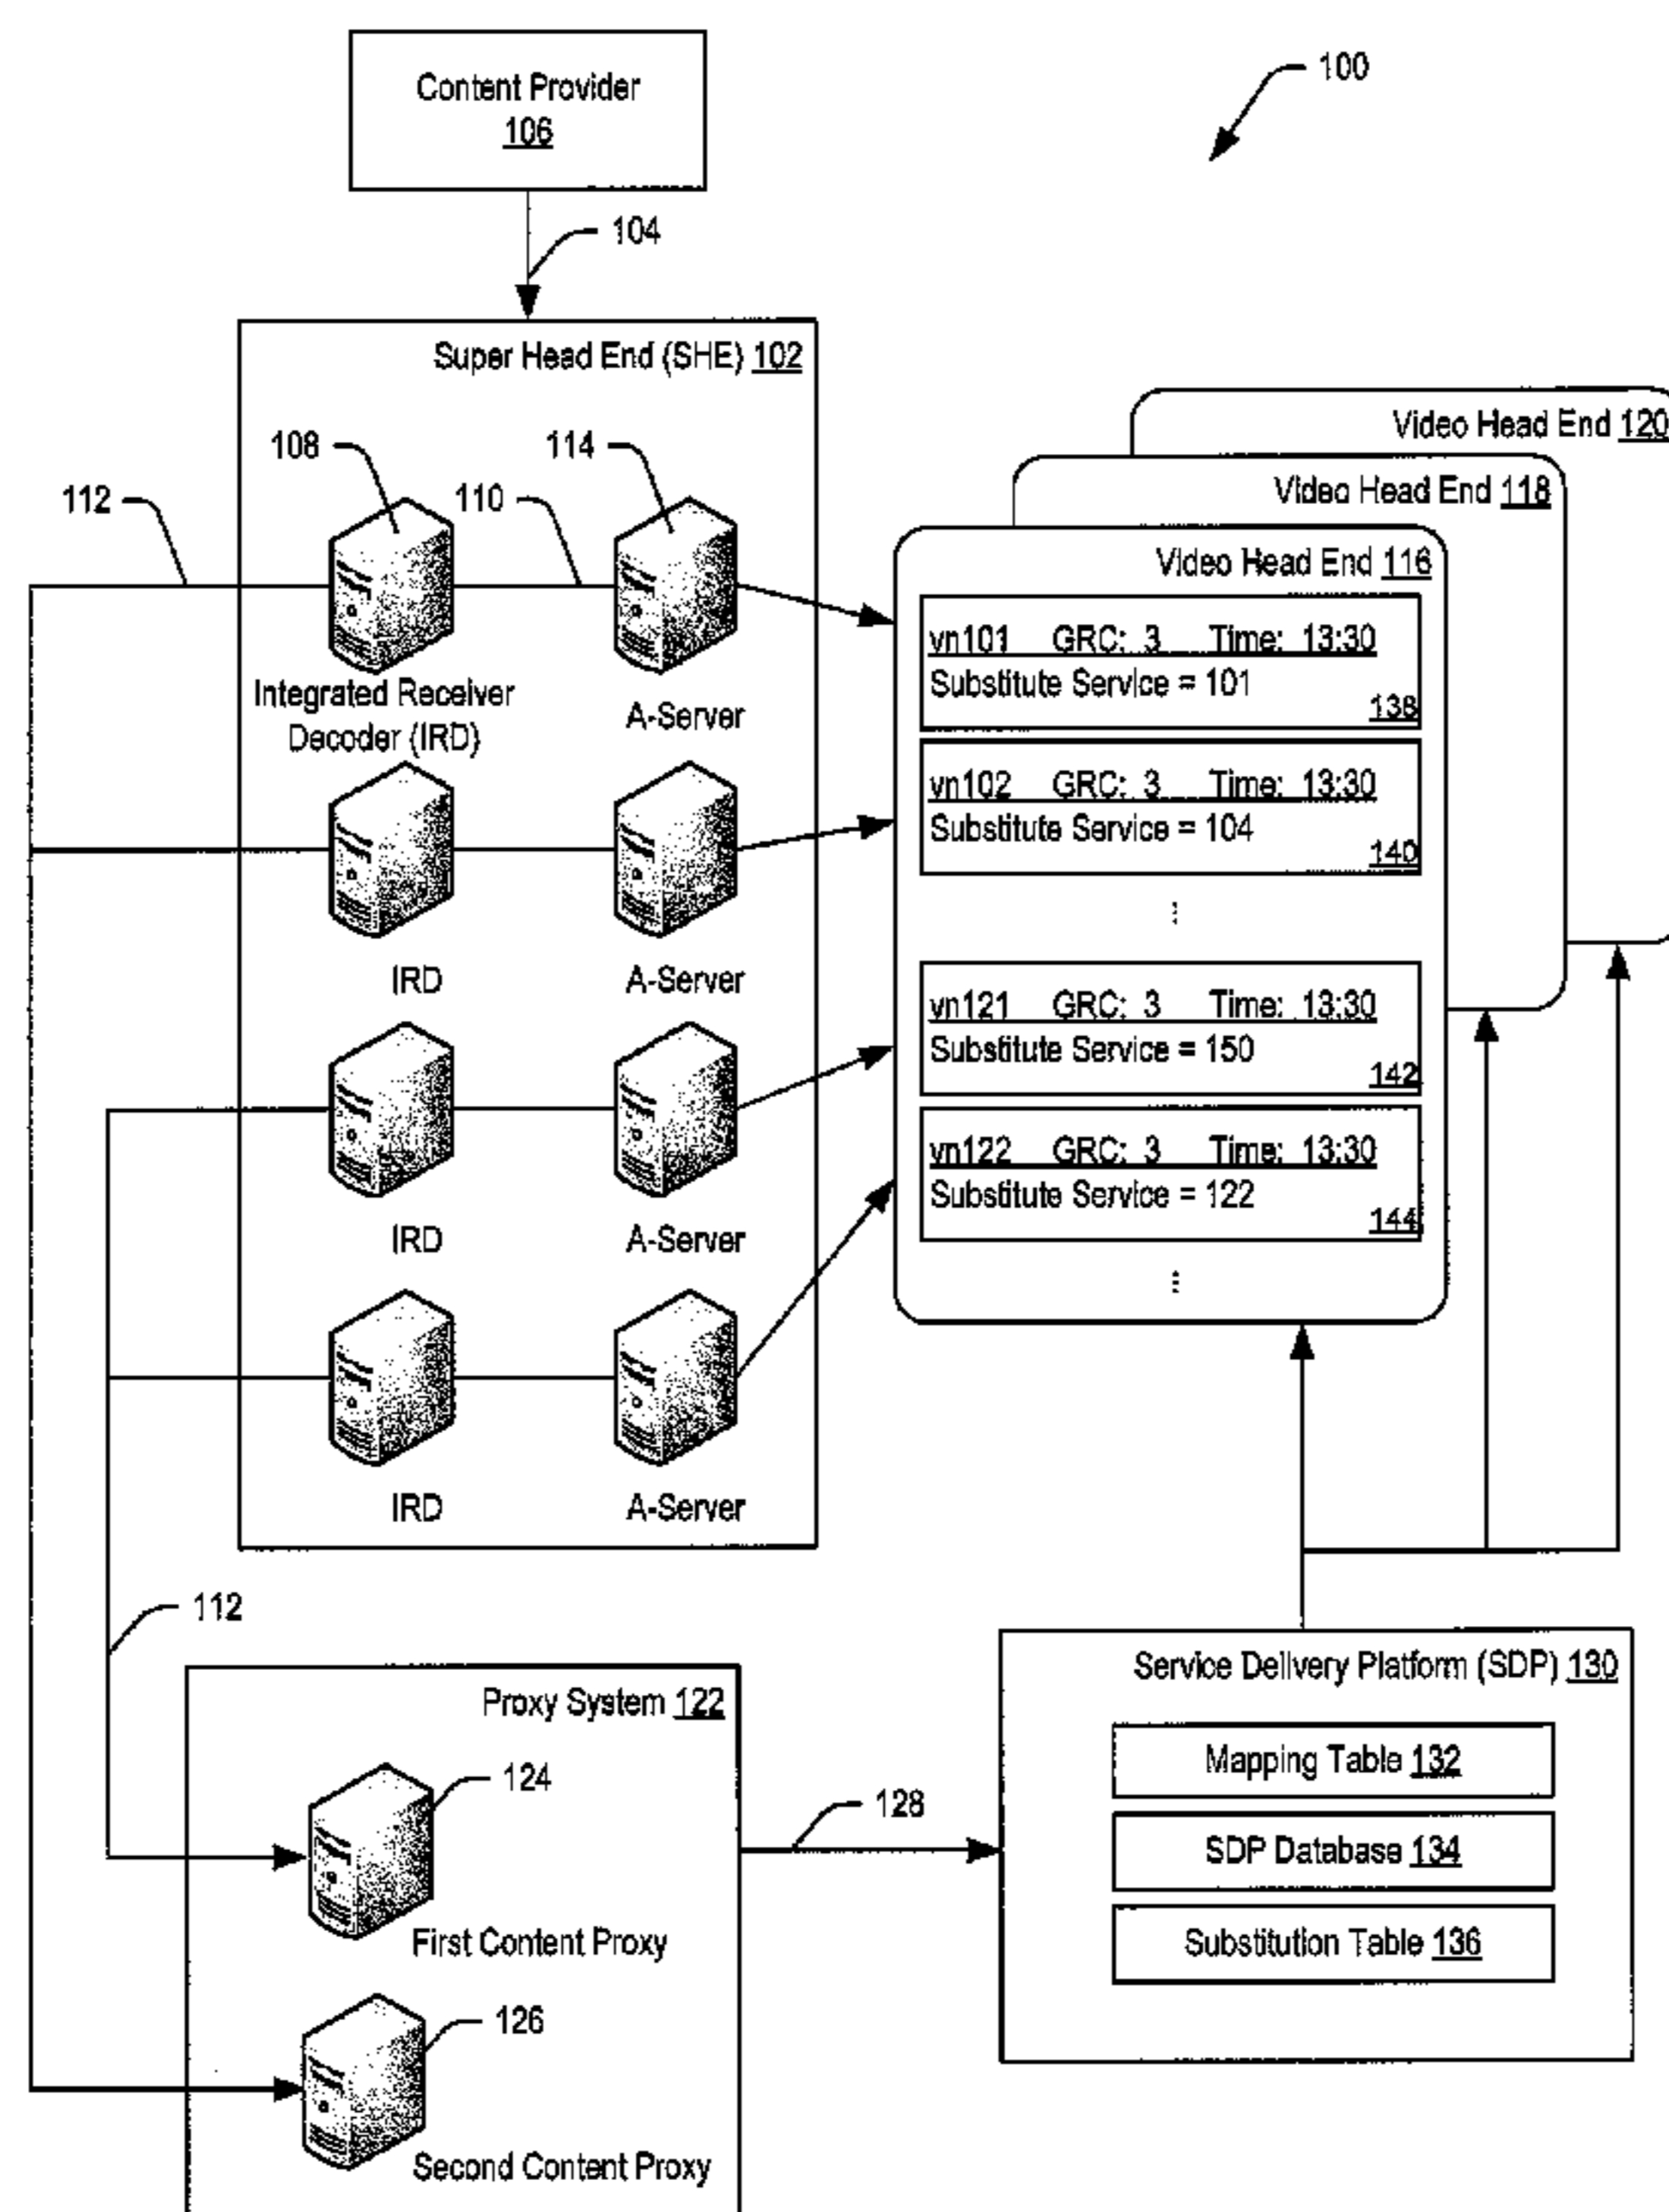 Content Provider
106
100
104
Super Head End (SHE) 102
108
114
112
110
Integrated Receiver
Decoder (IRD)
A-Server
IRD
A-Server
IRD
A-Server
IRD
A-Server
Video Head End 120
Video Head End 118
Video Head End 116
vn101 GRC: 3 Time: 13:30
Substitute Service = 101
138
vn102 GRC: 3 Time: 13:30
Substitute Service = 104
140
⋮
vn121 GRC: 3 Time: 13:30
Substitute Service = 150
142
vn122 GRC: 3 Time: 13:30
Substitute Service = 122
144
⋮
112
Proxy System 122
124
First Content Proxy
126
Second Content Proxy
128
Service Delivery Platform (SDP) 130
Mapping Table 132
SDP Database 134
Substitution Table 136